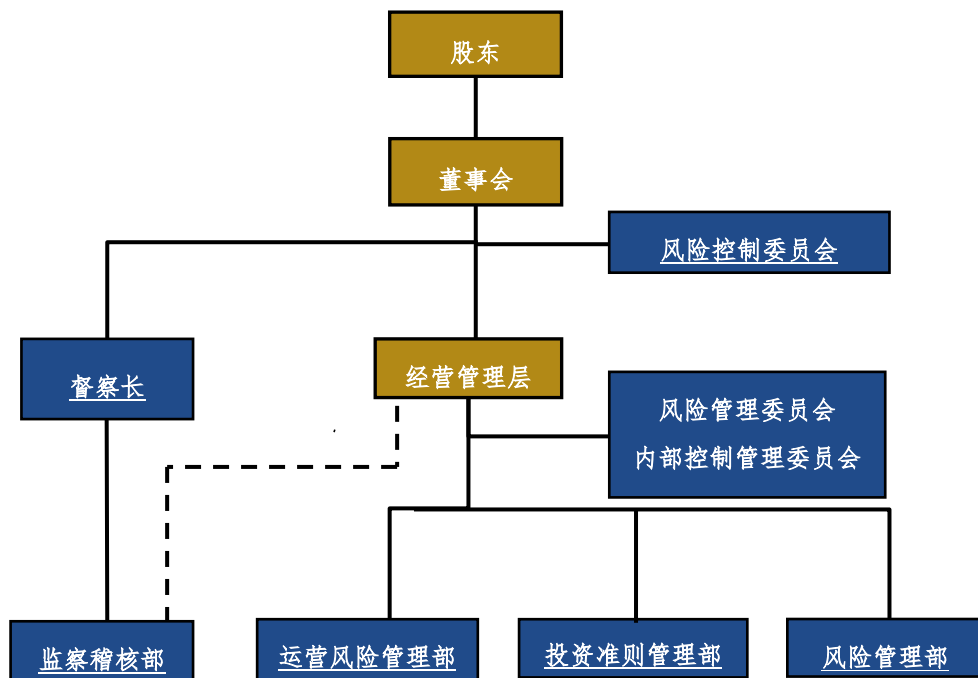 股东
董事会
风险控制委员会
督察长
经营管理层
风险管理委员会
内部控制管理委员会
监察稽核部
运营风险管理部
投资准则管理部
风险管理部